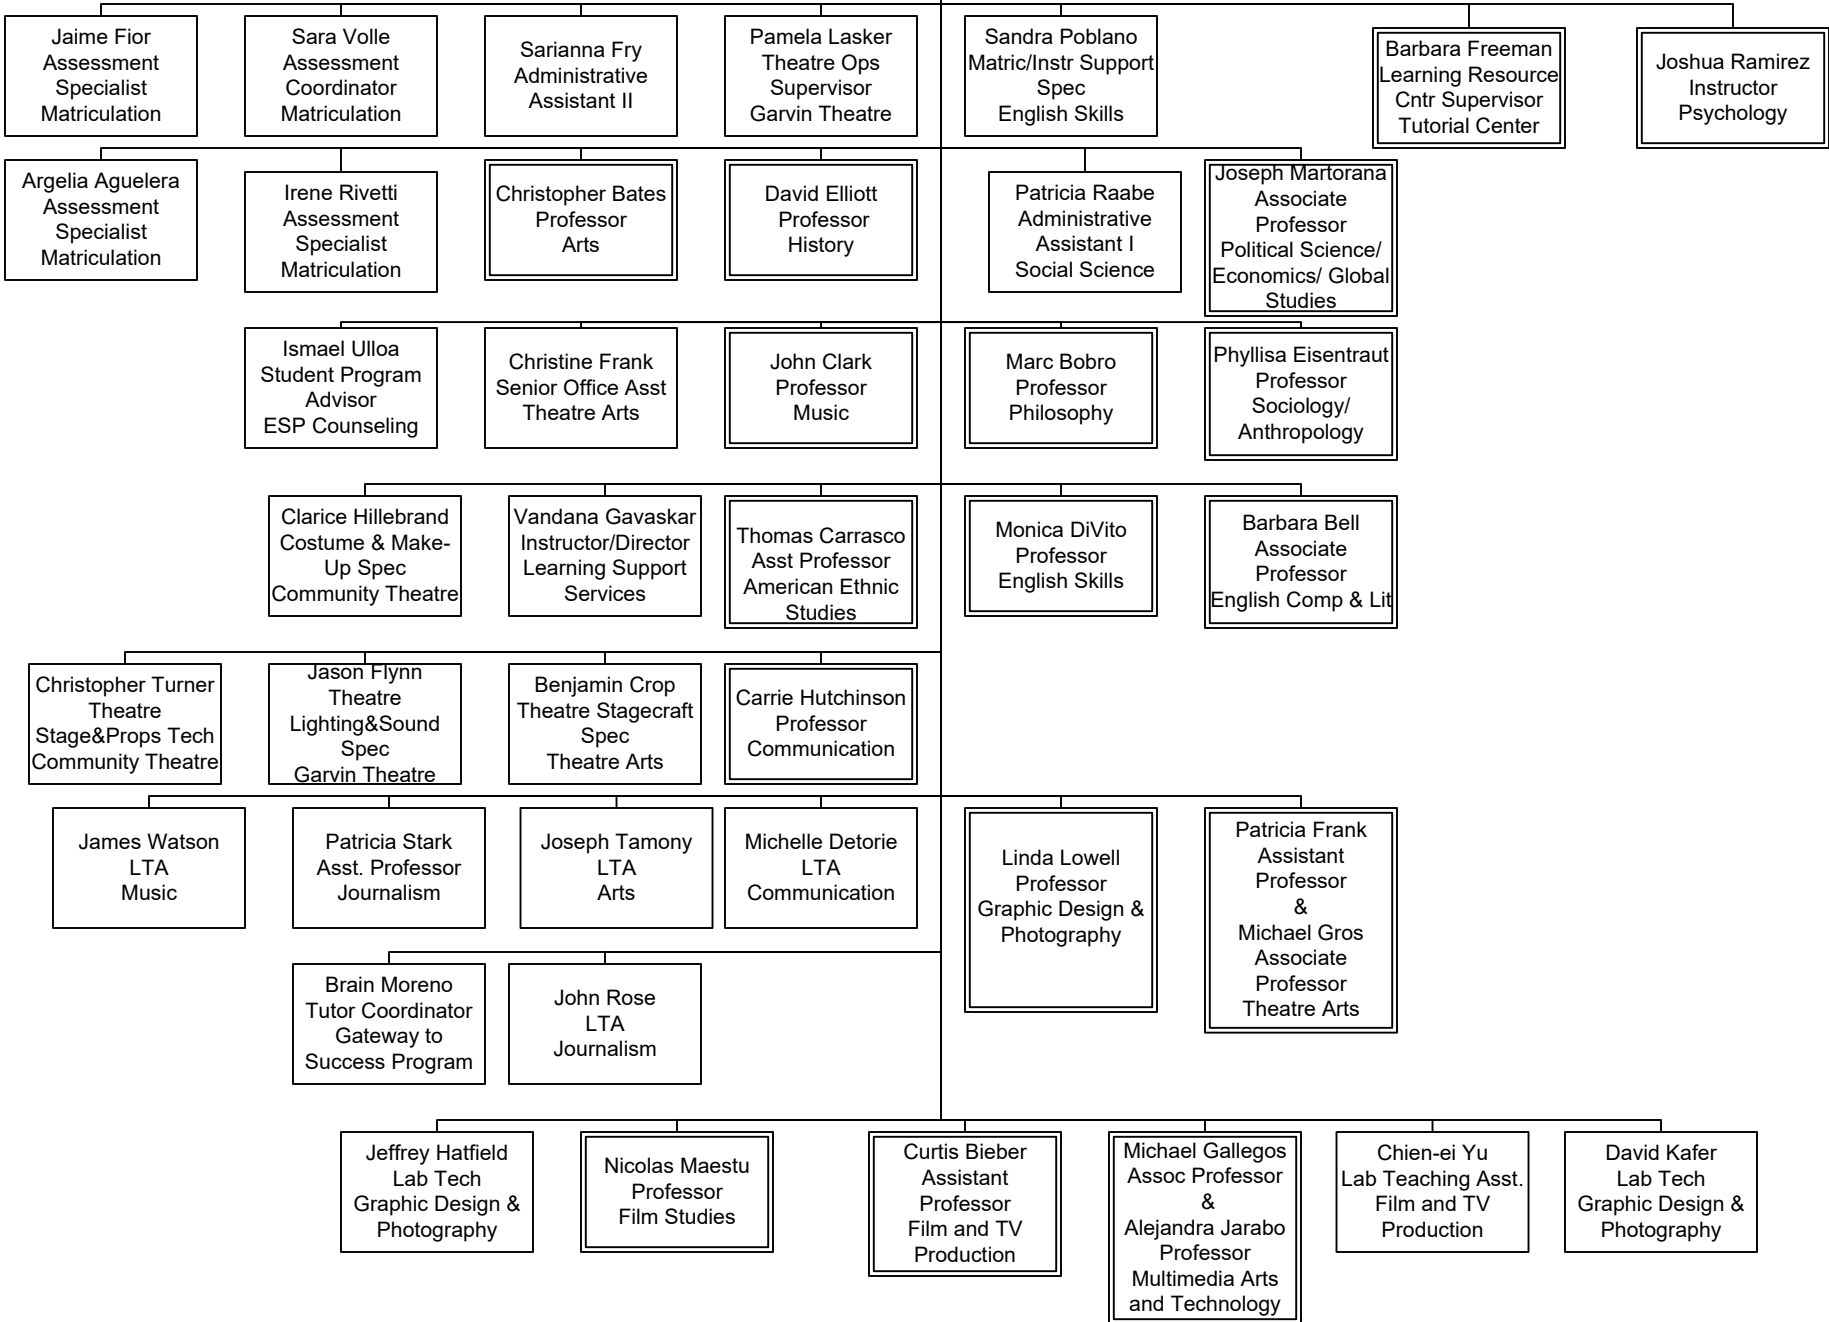 Jaime Fior
Assessment
Specialist
Matriculation
Sara Volle
Assessment
Coordinator
Matriculation
Sarianna Fry
Administrative
Assistant II
Pamela Lasker
Theatre Ops
Supervisor
Garvin Theatre
Sandra Poblano
Matric/Instr Support
Spec
English Skills
Barbara Freeman
Learning Resource
Cntr Supervisor
Tutorial Center
Joshua Ramirez
Instructor
Psychology
Argelia Aguelera
Assessment
Specialist
Matriculation
Irene Rivetti
Assessment
Specialist
Matriculation
Christopher Bates
Professor
Arts
David Elliott
Professor
History
Patricia Raabe
Administrative
Assistant I
Social Science
Joseph Martorana
Associate
Professor
Political Science/
Economics/ Global
Studies
Ismael Ulloa
Student Program
Advisor
ESP Counseling
Christine Frank
Senior Office Asst
Theatre Arts
John Clark
Professor
Music
Marc Bobro
Professor
Philosophy
Phyllisa Eisentraut
Professor
Sociology/
Anthropology
Clarice Hillebrand
Costume & Make-
Up Spec
Community Theatre
Vandana Gavaskar
Instructor/Director
Learning Support
Services
Thomas Carrasco
Asst Professor
American Ethnic
Studies
Monica DiVito
Professor
English Skills
Barbara Bell
Associate
Professor
English Comp & Lit
Christopher Turner
Theatre
Stage&Props Tech
Community Theatre
Jason Flynn
Theatre
Lighting&Sound
Spec
Garvin Theatre
Benjamin Crop
Theatre Stagecraft
Spec
Theatre Arts
Carrie Hutchinson
Professor
Communication
James Watson
LTA
Music
Patricia Stark
Asst. Professor
Journalism
Joseph Tamony
LTA
Arts
Michelle Detorie
LTA
Communication
Linda Lowell
Professor
Graphic Design &
Photography
Patricia Frank
Assistant
Professor
&
Michael Gros
Associate
Professor
Theatre Arts
Brain Moreno
Tutor Coordinator
Gateway to
Success Program
John Rose
LTA
Journalism
Jeffrey Hatfield
Lab Tech
Graphic Design &
Photography
Nicolas Maestu
Professor
Film Studies
Curtis Bieber
Assistant
Professor
Film and TV
Production
Michael Gallegos
Assoc Professor
&
Alejandra Jarabo
Professor
Multimedia Arts
and Technology
Chien-ei Yu
Lab Teaching Asst.
Film and TV
Production
David Kafer
Lab Tech
Graphic Design &
Photography